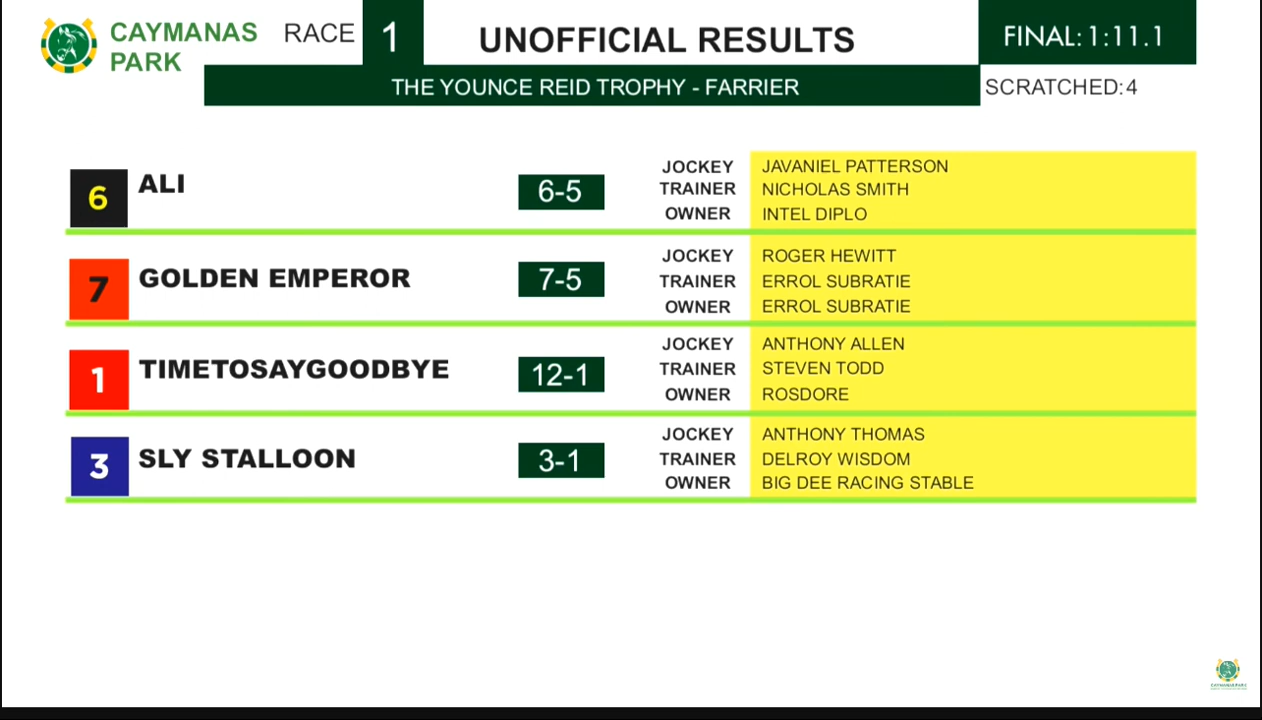 CAYMANAS PARK
RACE 1
UNOFFICIAL RESULTS
FINAL: 1:11.1
THE YOUNCE REID TROPHY - FARRIER
SCRATCHED:4
6 ALI 6-5
JOCKEY JAVANIEL PATTERSON
TRAINER NICHOLAS SMITH
OWNER INTEL DIPLO
7 GOLDEN EMPEROR 7-5
JOCKEY ROGER HEWITT
TRAINER ERROL SUBRATIE
OWNER ERROL SUBRATIE
1 TIMETOSAYGOODBYE 12-1
JOCKEY ANTHONY ALLEN
TRAINER STEVEN TODD
OWNER ROSDORE
3 SLY STALLOON 3-1
JOCKEY ANTHONY THOMAS
TRAINER DELROY WISDOM
OWNER BIG DEE RACING STABLE
CAYMANAS PARK